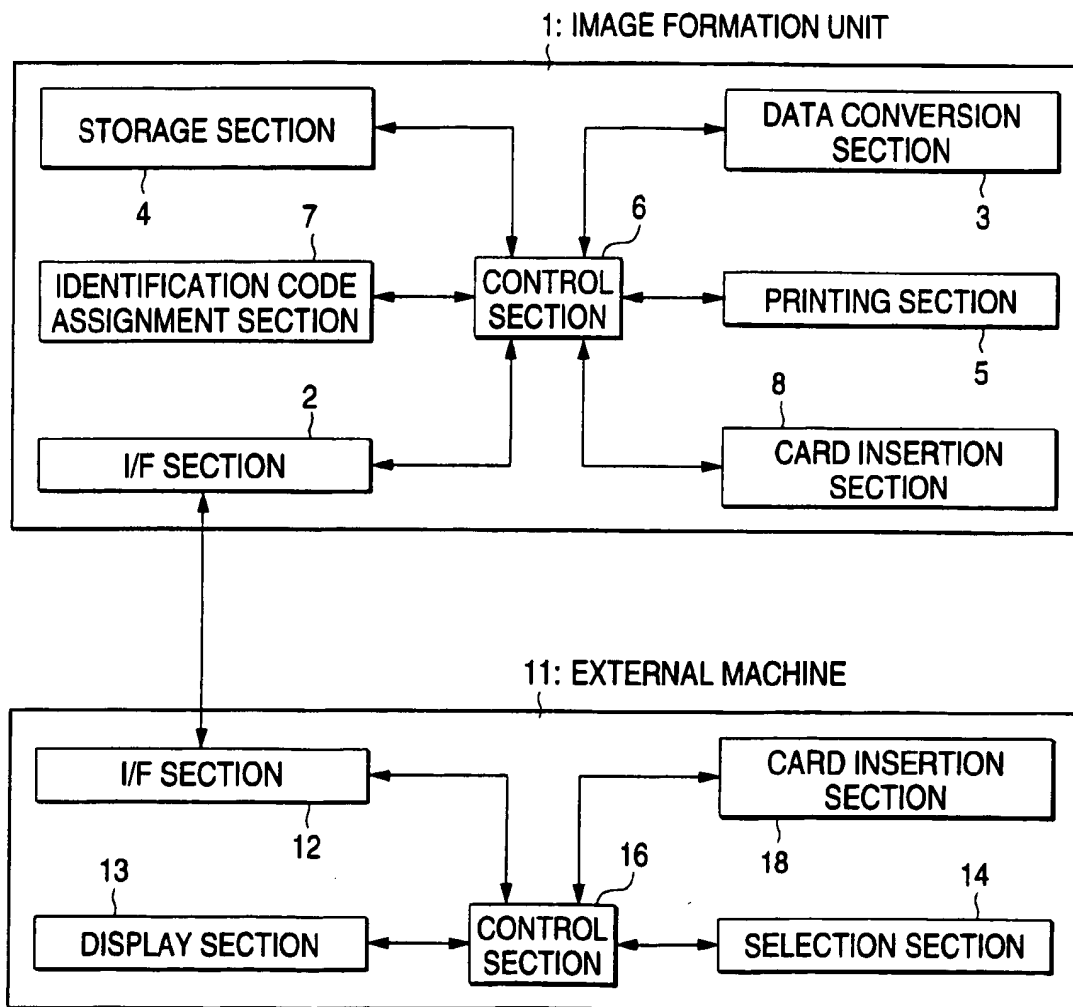 1: IMAGE FORMATION UNIT
STORAGE SECTION
4
DATA CONVERSION
SECTION
3
7
IDENTIFICATION CODE
ASSIGNMENT SECTION
6
CONTROL
SECTION
PRINTING SECTION
5
2
I/F SECTION
8
CARD INSERTION
SECTION
11: EXTERNAL MACHINE
I/F SECTION
12
CARD INSERTION
SECTION
18
13
DISPLAY SECTION
16
CONTROL
SECTION
14
SELECTION SECTION